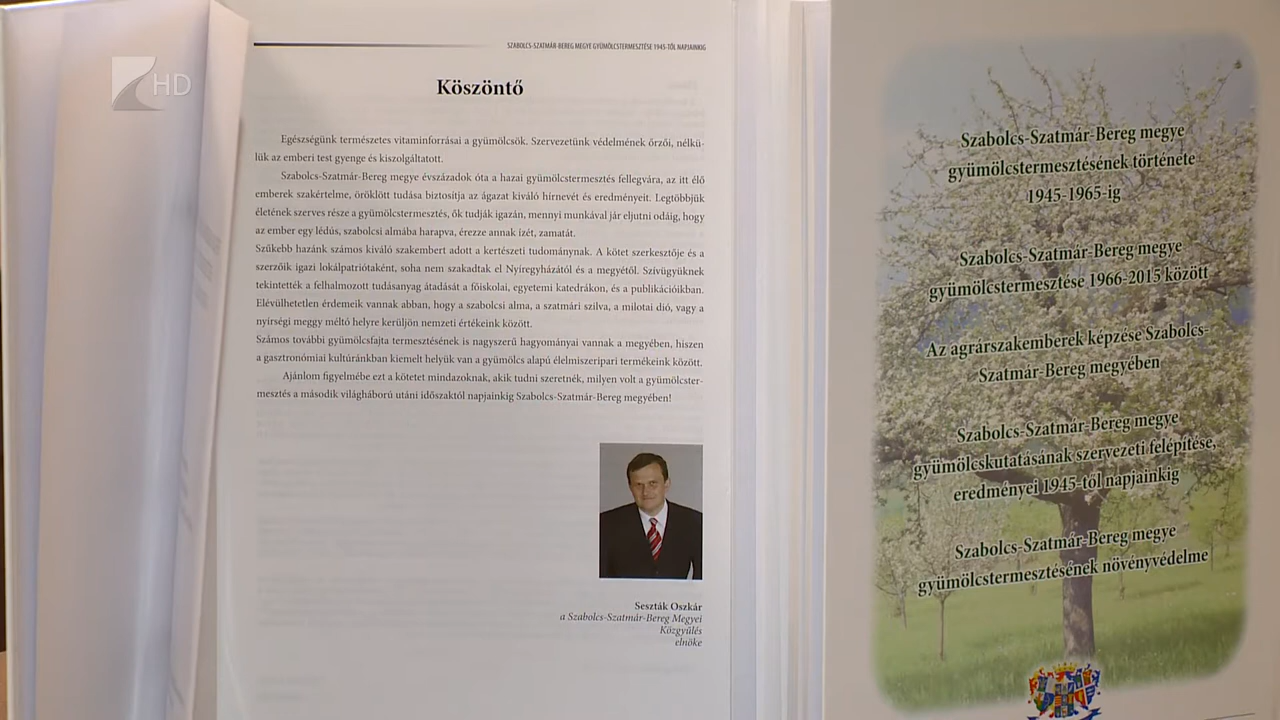 HD
SZABOLCS-SZATMÁR-BEREG MEGYE GYÜMÖLCSTERMESZTÉSE 1945-TŐL NAPJAINKIG
Köszöntő
Egészségünk természetes vitaminforrásai a gyümölcsök. Szervezetünk védelmének őrzői, nélkü-
lük az emberi test gyenge és kiszolgáltatott.
Szabolcs-Szatmár-Bereg megye évszázadok óta a hazai gyümölcstermesztés fellegvára, az itt élő
emberek szakértelme, öröklött tudása biztosítja az ágazat kiváló hírnevét és eredményeit. Legtöbbjük
életének szerves része a gyümölcstermesztés, ők tudják igazán, mennyi munkával jár eljutni odáig, hogy
az ember egy lédús, szabolcsi almába harapva, érezze annak ízét, zamatát.
Szűkebb hazánk számos kiváló szakembert adott a kertészeti tudománynak. A kötet szerkesztője és a
szerzőik igazi lokálpatriótaként, soha nem szakadtak el Nyíregyházától és a megyétől. Szívügyüknek
tekintették a felhalmozott tudásanyag átadását a főiskolai, egyetemi katedrákon, és a publikációikban.
Elévülhetetlen érdemeik vannak abban, hogy a szabolcsi alma, a szatmári szilva, a milotai dió, vagy a
nyírségi meggy méltó helyre kerüljön nemzeti értékeink között.
Számos további gyümölcsfajta termesztésének is nagyszerű hagyományai vannak a megyében, hiszen
a gasztronómiai kultúránkban kiemelt helyük van a gyümölcs alapú élelmiszeripari termékeink között.
Ajánlom figyelmébe ezt a kötetet mindazoknak, akik tudni szeretnék, milyen volt a gyümölcster-
mesztés a második világháború utáni időszaktól napjainkig Szabolcs-Szatmár-Bereg megyében!
Seszták Oszkár
a Szabolcs-Szatmár-Bereg Megyei
Közgyűlés
elnöke
Szabolcs-Szatmár-Bereg megye
gyümölcstermesztésének története
1945-1965-ig
Szabolcs-Szatmár-Bereg megye
gyümölcstermesztése 1966-2015 között
Az agrárszakemberek képzése Szabolcs-
Szatmár-Bereg megyében
Szabolcs-Szatmár-Bereg megye
gyümölcskutatásának szervezeti felépítése,
eredményei 1945-től napjainkig
Szabolcs-Szatmár-Bereg megye
gyümölcstermesztésének növényvédelme